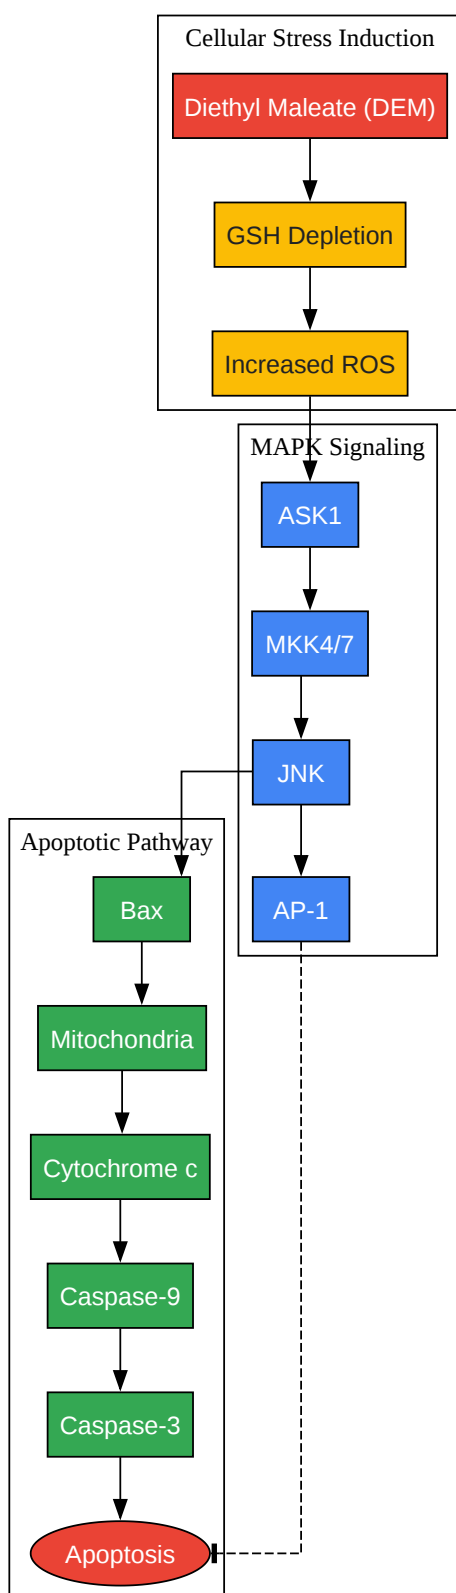 Cellular Stress Induction
Diethyl Maleate (DEM)
GSH Depletion
Increased ROS
MAPK Signaling
ASK1
MKK4/7
JNK
Apoptotic Pathway
Bax
AP-1
Mitochondria
Cytochrome c
Caspase-9
Caspase-3
Apoptosis